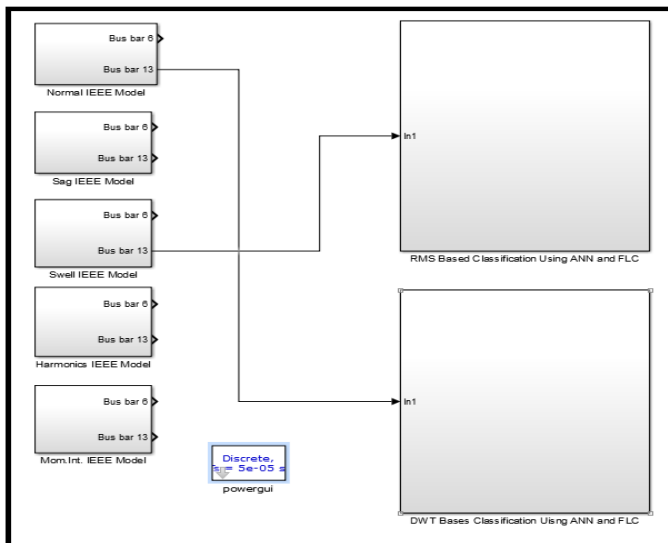 Bus bar 6
Bus bar 13
Normal IEEE Model
Bus bar 6
Bus bar 13
Sag IEEE Model
Bus bar 6
Bus bar 13
Swell IEEE Model
Bus bar 6
Bus bar 13
Harmonics IEEE Model
Bus bar 6
Bus bar 13
Mom.Int. IEEE Model
In1
RMS Based Classification Using ANN and FLC
In1
DWT Bases Classification Uisng ANN and FLC
Discrete,
= 5e-05 s
powergui